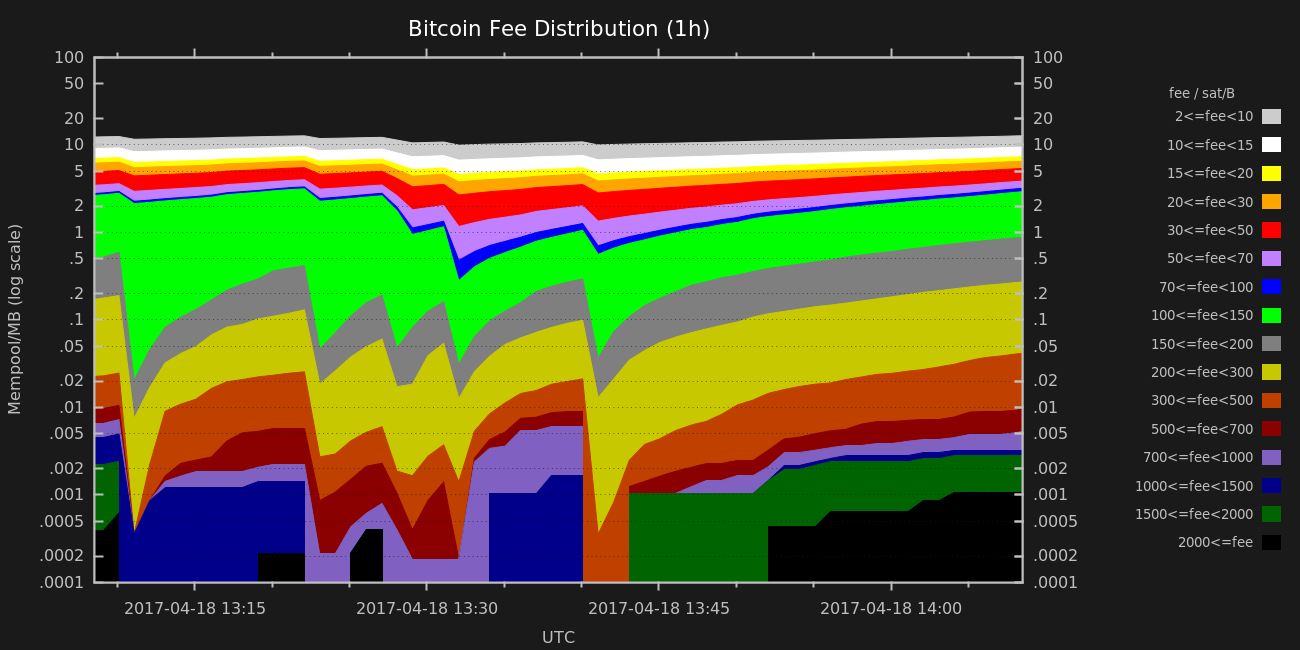 Bitcoin Fee Distribution (1h)
Mempool/MB (log scale)
100
50
20
10
5
2
1
.5
.2
.1
.05
.02
.01
.005
.002
.001
.0005
.0002
.0001
100
50
20
10
5
2
1
.5
.2
.1
.05
.02
.01
.005
.002
.001
.0005
.0002
.0001
2017-04-18 13:15
2017-04-18 13:30
2017-04-18 13:45
2017-04-18 14:00
UTC
fee / sat/B
2<=fee<10
10<=fee<15
15<=fee<20
20<=fee<30
30<=fee<50
50<=fee<70
70<=fee<100
100<=fee<150
150<=fee<200
200<=fee<300
300<=fee<500
500<=fee<700
700<=fee<1000
1000<=fee<1500
1500<=fee<2000
2000<=fee